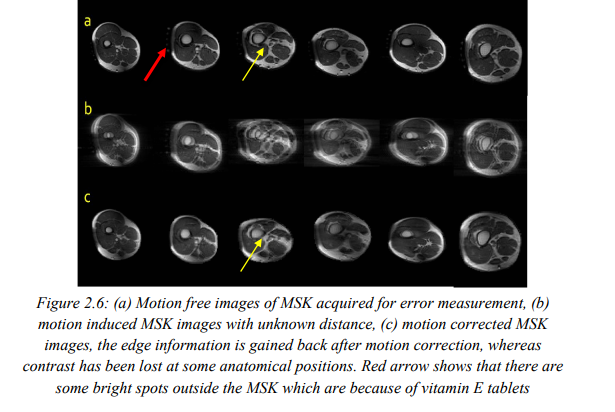 a
b
c
Figure 2.6: (a) Motion free images of MSK acquired for error measurement, (b)
motion induced MSK images with unknown distance, (c) motion corrected MSK
images, the edge information is gained back after motion correction, whereas
contrast has been lost at some anatomical positions. Red arrow shows that there are
some bright spots outside the MSK which are because of vitamin E tablets